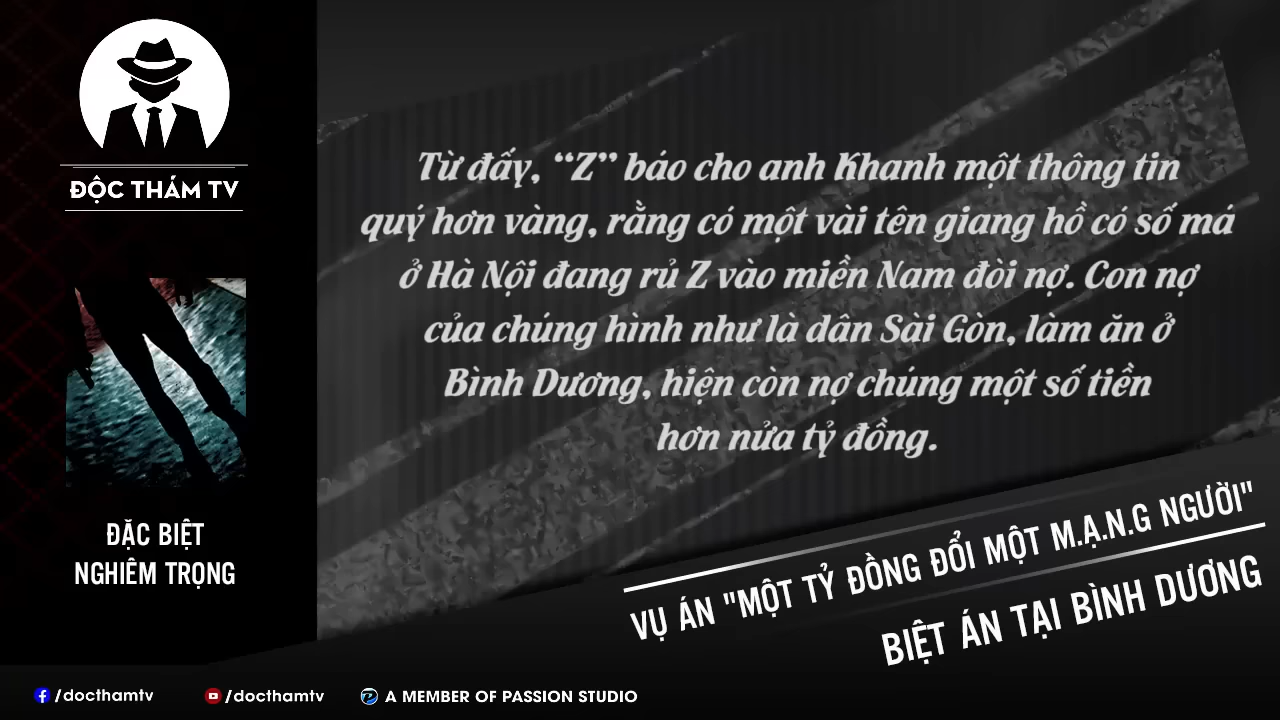 ĐỘC THÁM TV
ĐẶC BIỆT
NGHIÊM TRỌNG
Từ đấy, “Z” báo cho anh Khanh một thông tin
quý hơn vàng, rằng có một vài tên giang hồ có số má
ở Hà Nội đang rủ Z vào miền Nam đòi nợ. Con nợ
của chúng hình như là dân Sài Gòn, làm ăn ở
Bình Dương, hiện còn nợ chúng một số tiền
hơn nửa tỷ đồng.
VỤ ÁN "MỘT TỶ ĐỒNG ĐỔI MỘT M.Ạ.N.G NGƯỜI"
BIỆT ÁN TẠI BÌNH DƯƠNG
/docthamtv
/docthamtv
A MEMBER OF PASSION STUDIO